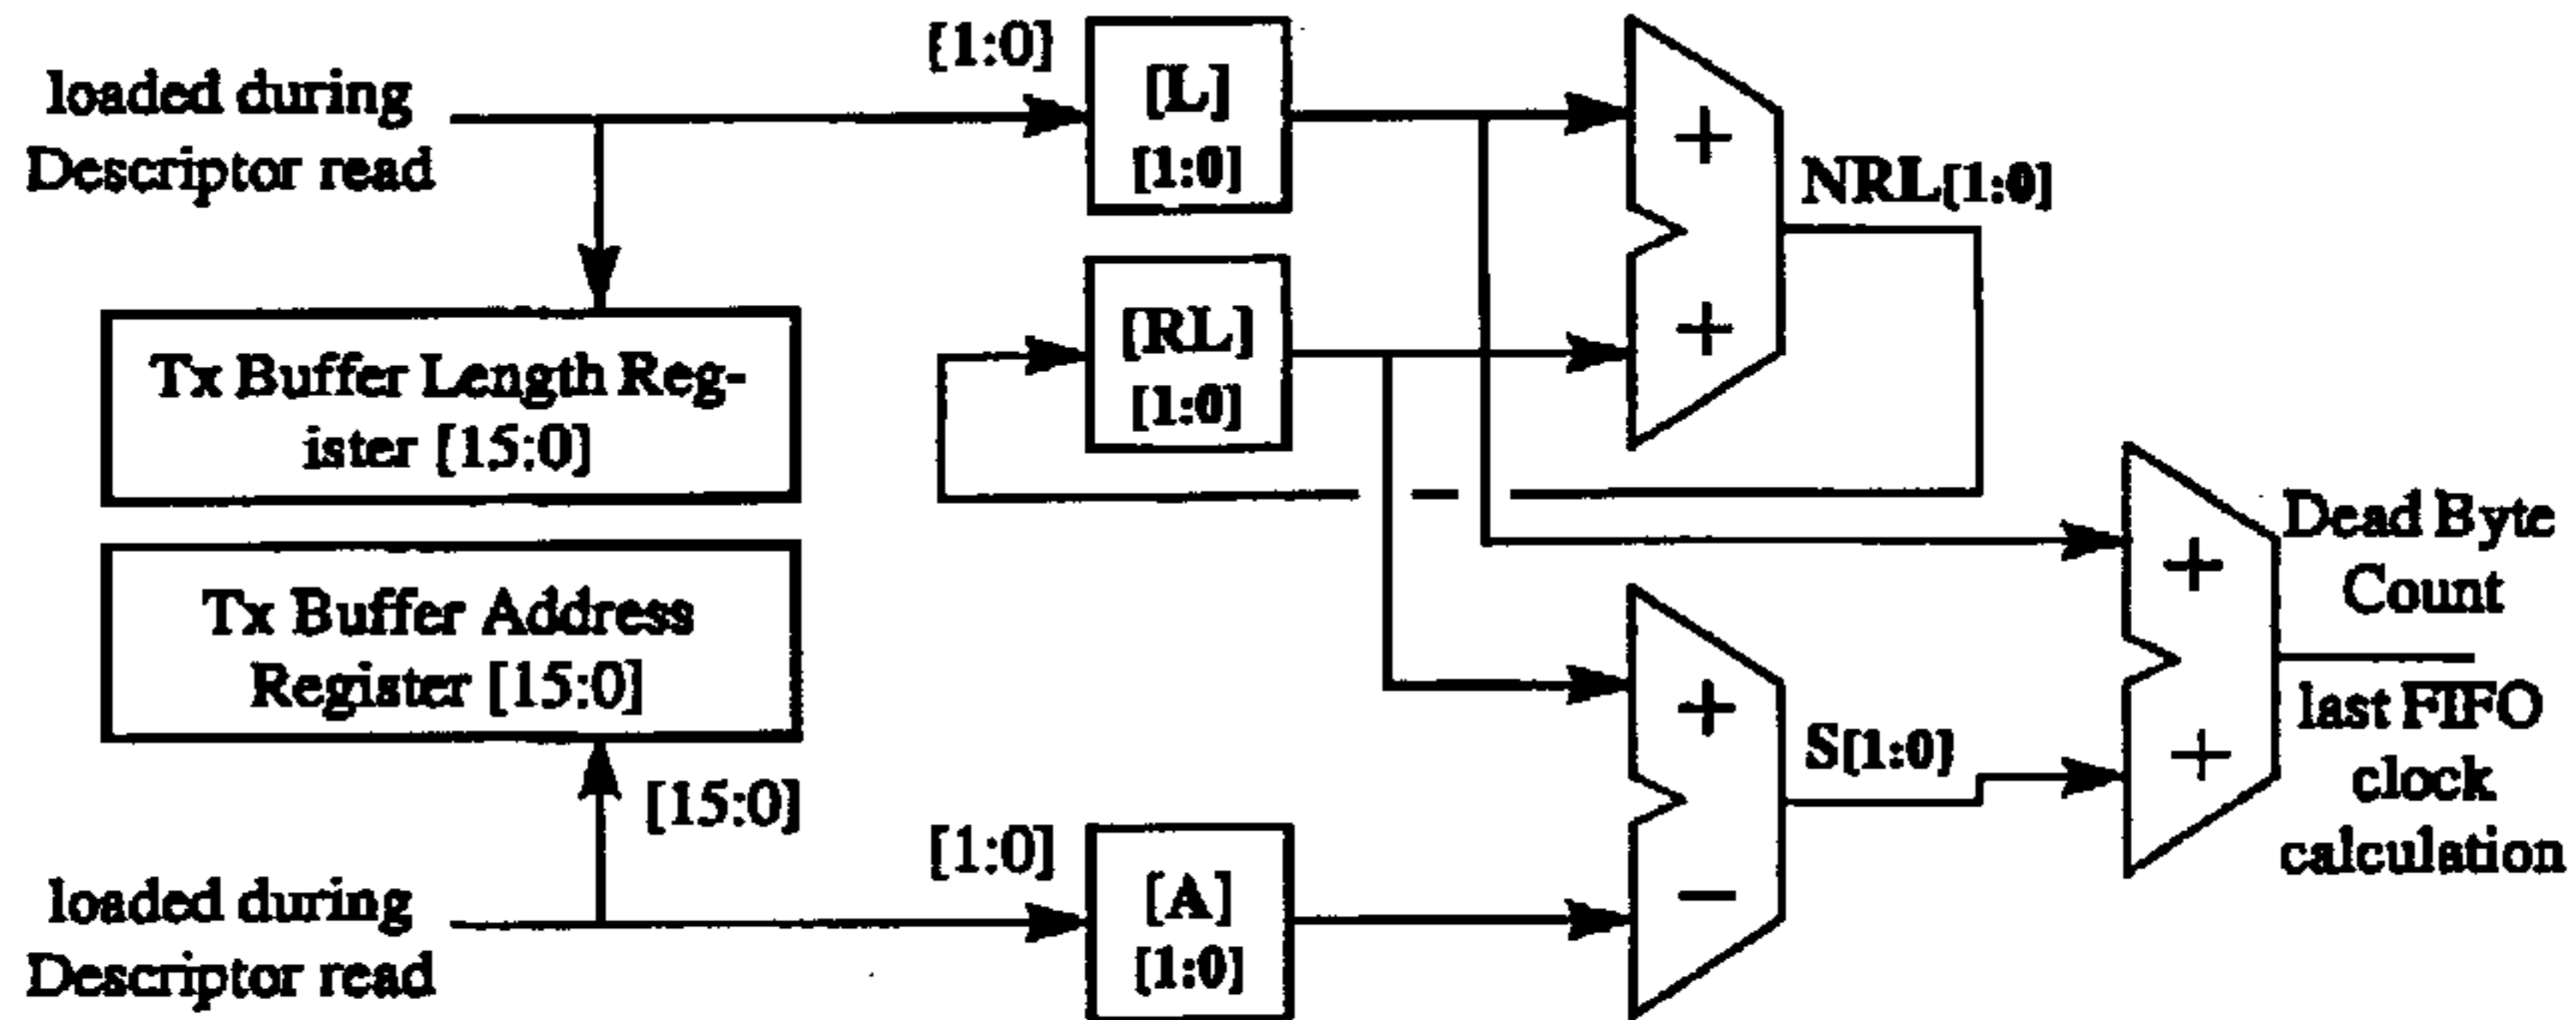 loaded during
Descriptor read
[1:0]
[L]
[1:0]
+
+
NRL[1:0]
Tx Buffer Length Reg-
ister [15:0]
[RL]
[1:0]
Tx Buffer Address
Register [15:0]
[15:0]
loaded during
Descriptor read
[1:0]
[A]
[1:0]
+
−
S[1:0]
+
+
Dead Byte
Count
last FIFO
clock
calculation